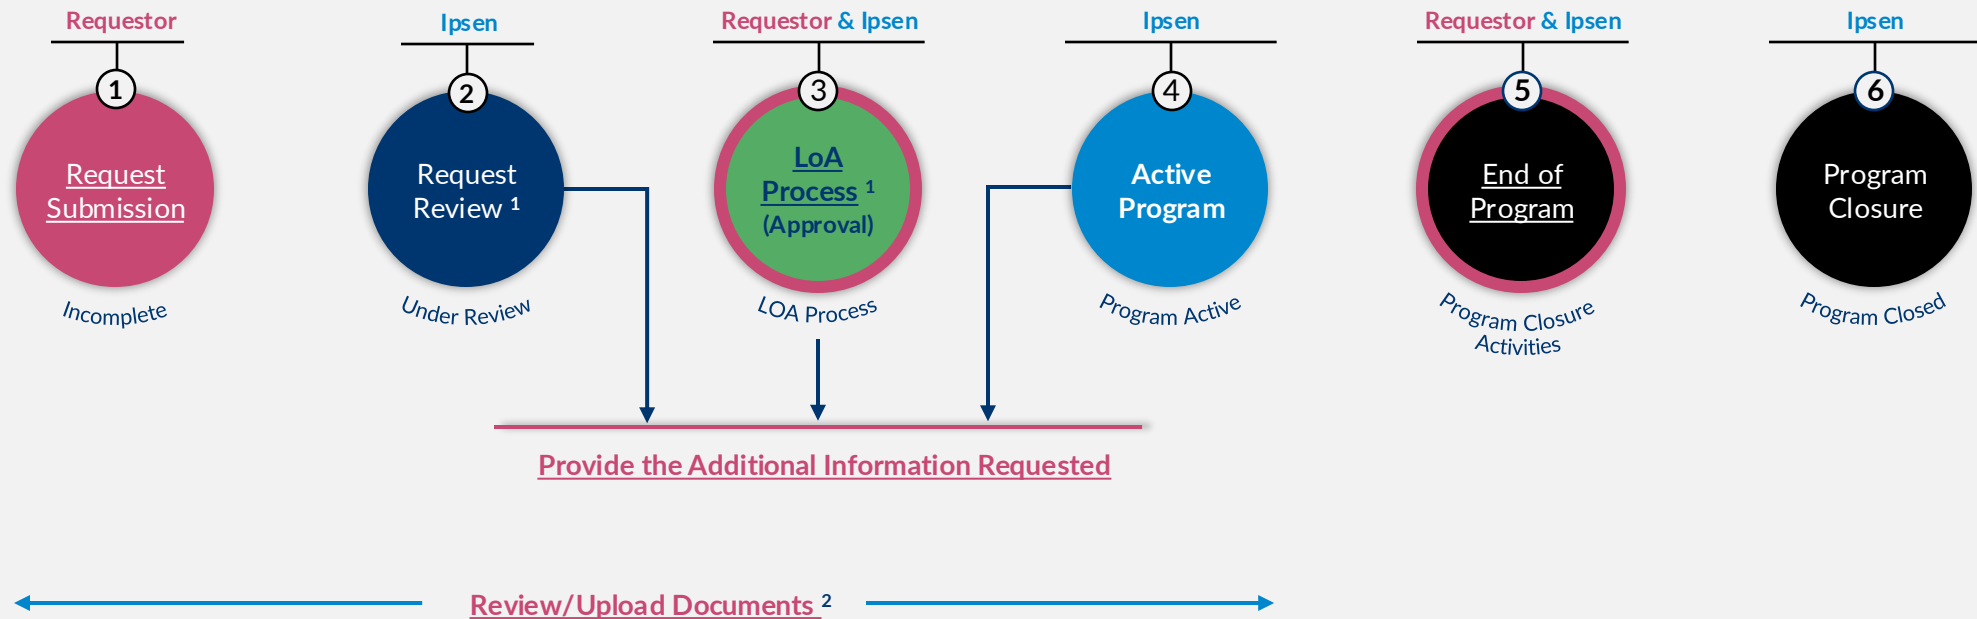 Requestor
Ipsen
Requestor & Ipsen
Ipsen
Requestor & Ipsen
Ipsen
1
2
3
4
5
6
Request
Submission
Request
Review ¹
LoA
Process ¹
(Approval)
Active
Program
End of
Program
Program
Closure
Incomplete
Under Review
LOA Process
Program Active
Program Closure
Activities
Program Closed
Provide the Additional Information Requested
Review/Upload Documents ²